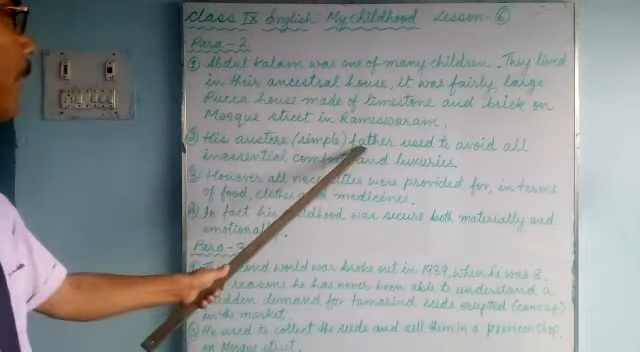 Class IX English: My Childhood Lesson-6
Para-2
① Abdul Kalam was one of many children. They lived
in their ancestral house, it was fairly large
Pucca house made of limestone and brick on
Mosque street in Rameswaram.
② His austere (simple) father used to avoid all
inessential comfort and luxuries.
③ However all necessities were provided for, in terms
of food, clothes medicines.
④ In fact his childhood was secure both materially and
emotionally.
Para-3
① The second world war broke out in 1939, when he was 8.
reasons he has never been able to understand a
sudden demand for tamarind seeds erupted (came up)
in the market.
He used to collect the seeds and sell them in a provision shop
on Mosque street.